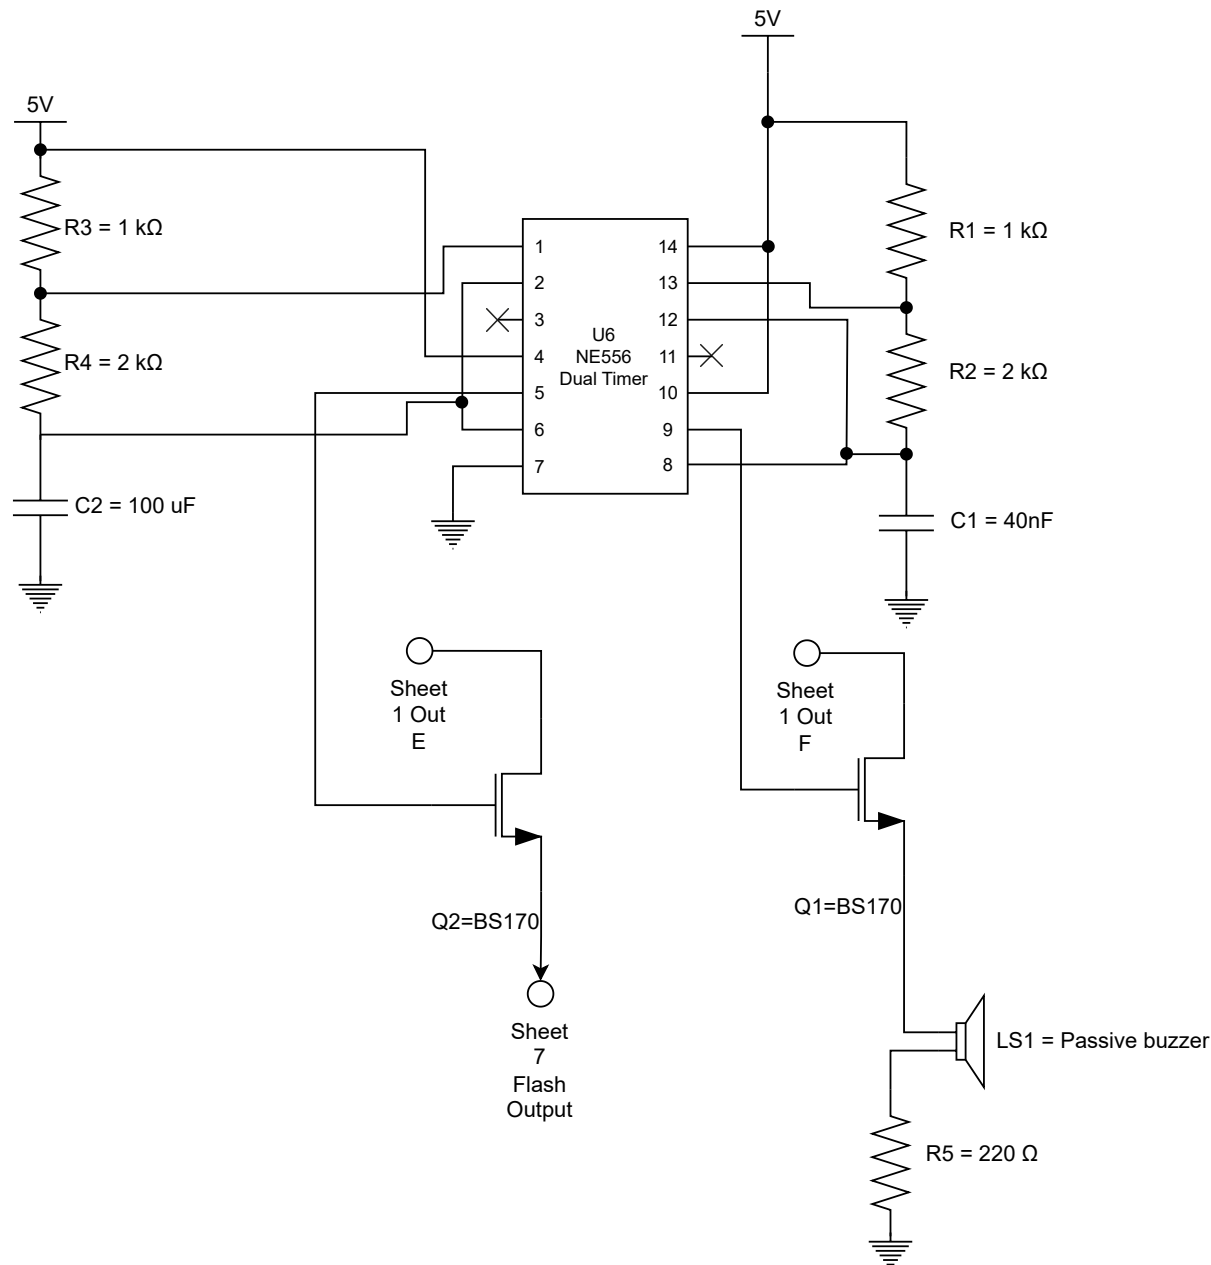 5V
5V
R3 = 1 kΩ
R1 = 1 kΩ
1
14
2
13
3
12
U6
NE556
Dual Timer
4
11
R4 = 2 kΩ
R2 = 2 kΩ
5
10
6
9
7
8
C2 = 100 uF
C1 = 40nF
Sheet
1 Out
E
Sheet
1 Out
F
Q2=BS170
Q1=BS170
Sheet
7
Flash
Output
LS1 = Passive buzzer
R5 = 220 Ω